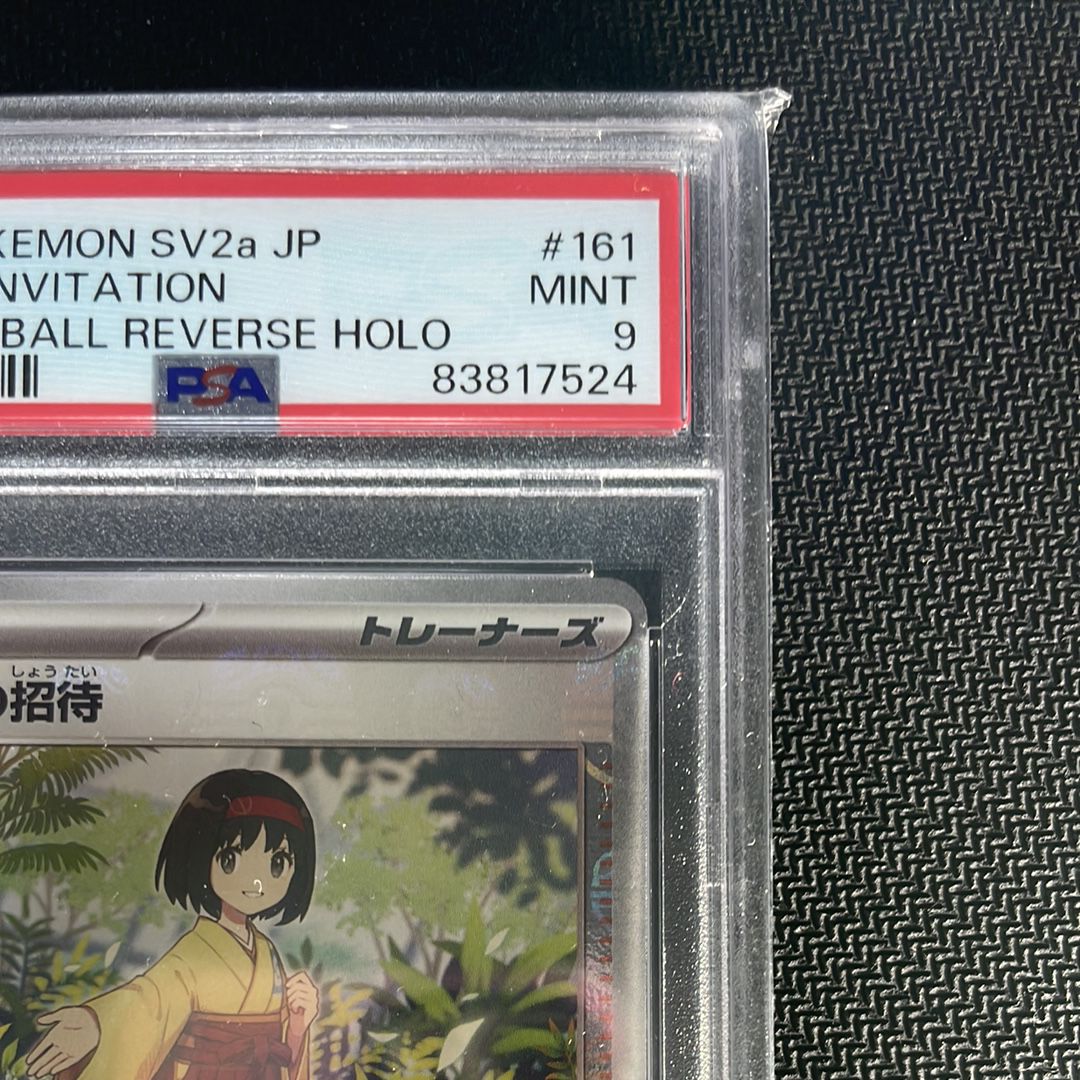 KEMON SV2a JP #161
NVITATION MINT
BALL REVERSE HOLO 9
PSA 83817524
トレーナーズ
しょうたい
の招待